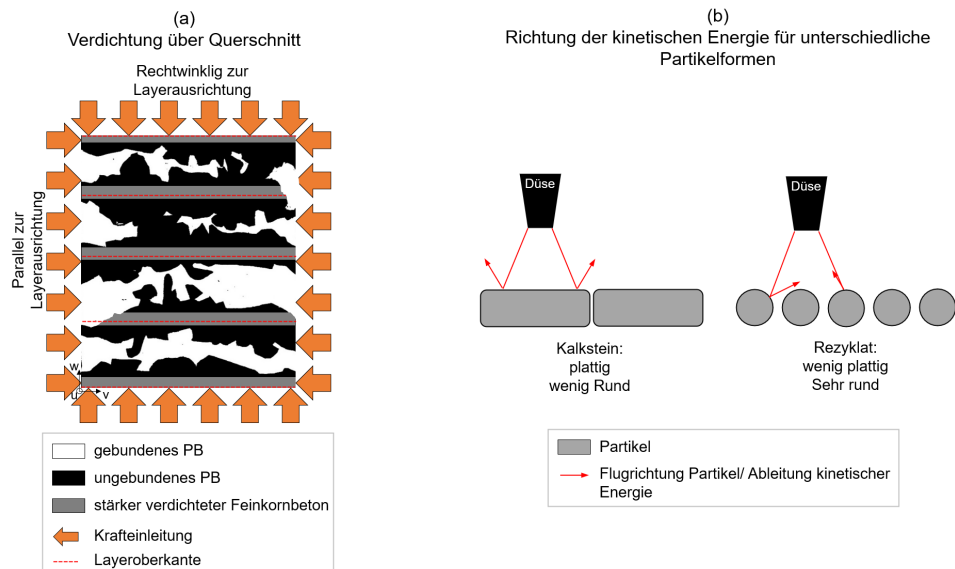 (a)
Verdichtung über Querschnitt
Rechtwinklig zur
Layerausrichtung
Parallel zur
Layerausrichtung
w
u
v
gebundenes PB
ungebundenes PB
stärker verdichteter Feinkornbeton
Krafteinleitung
Layeroberkante
(b)
Richtung der kinetischen Energie für unterschiedliche
Partikelformen
Düse
Düse
Kalkstein:
plattig
wenig Rund
Rezyklat:
wenig plattig
Sehr rund
Partikel
Flugrichtung Partikel/ Ableitung kinetischer
Energie